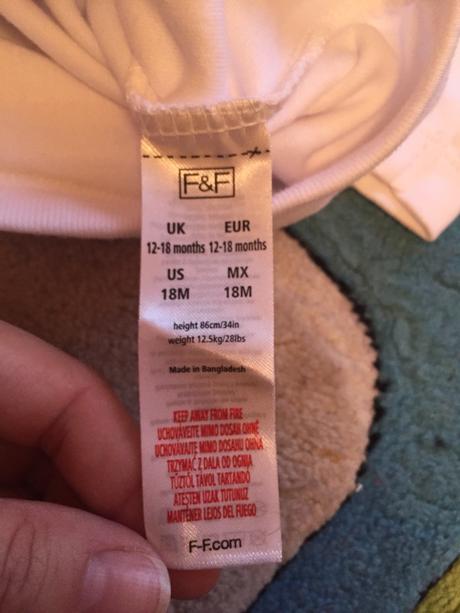 F&F
UK EUR
12-18 months 12-18 months
US MX
18M 18M
height 86cm/34in
weight 12.5kg/28lbs
Made in Bangladesh
KEEP AWAY FROM FIRE
UCHOVÁVEJTE MIMO DOSAH OHNĚ
UCHOVÁVAJTE MIMO DOSAHU OHŇA
TRZYMAĆ Z DALA OD OGNIA
TŰZTŐL TÁVOL TARTANDÓ
ATEŞTEN UZAK TUTUNUZ
MANTENER LEJOS DEL FUEGO
F-F.com